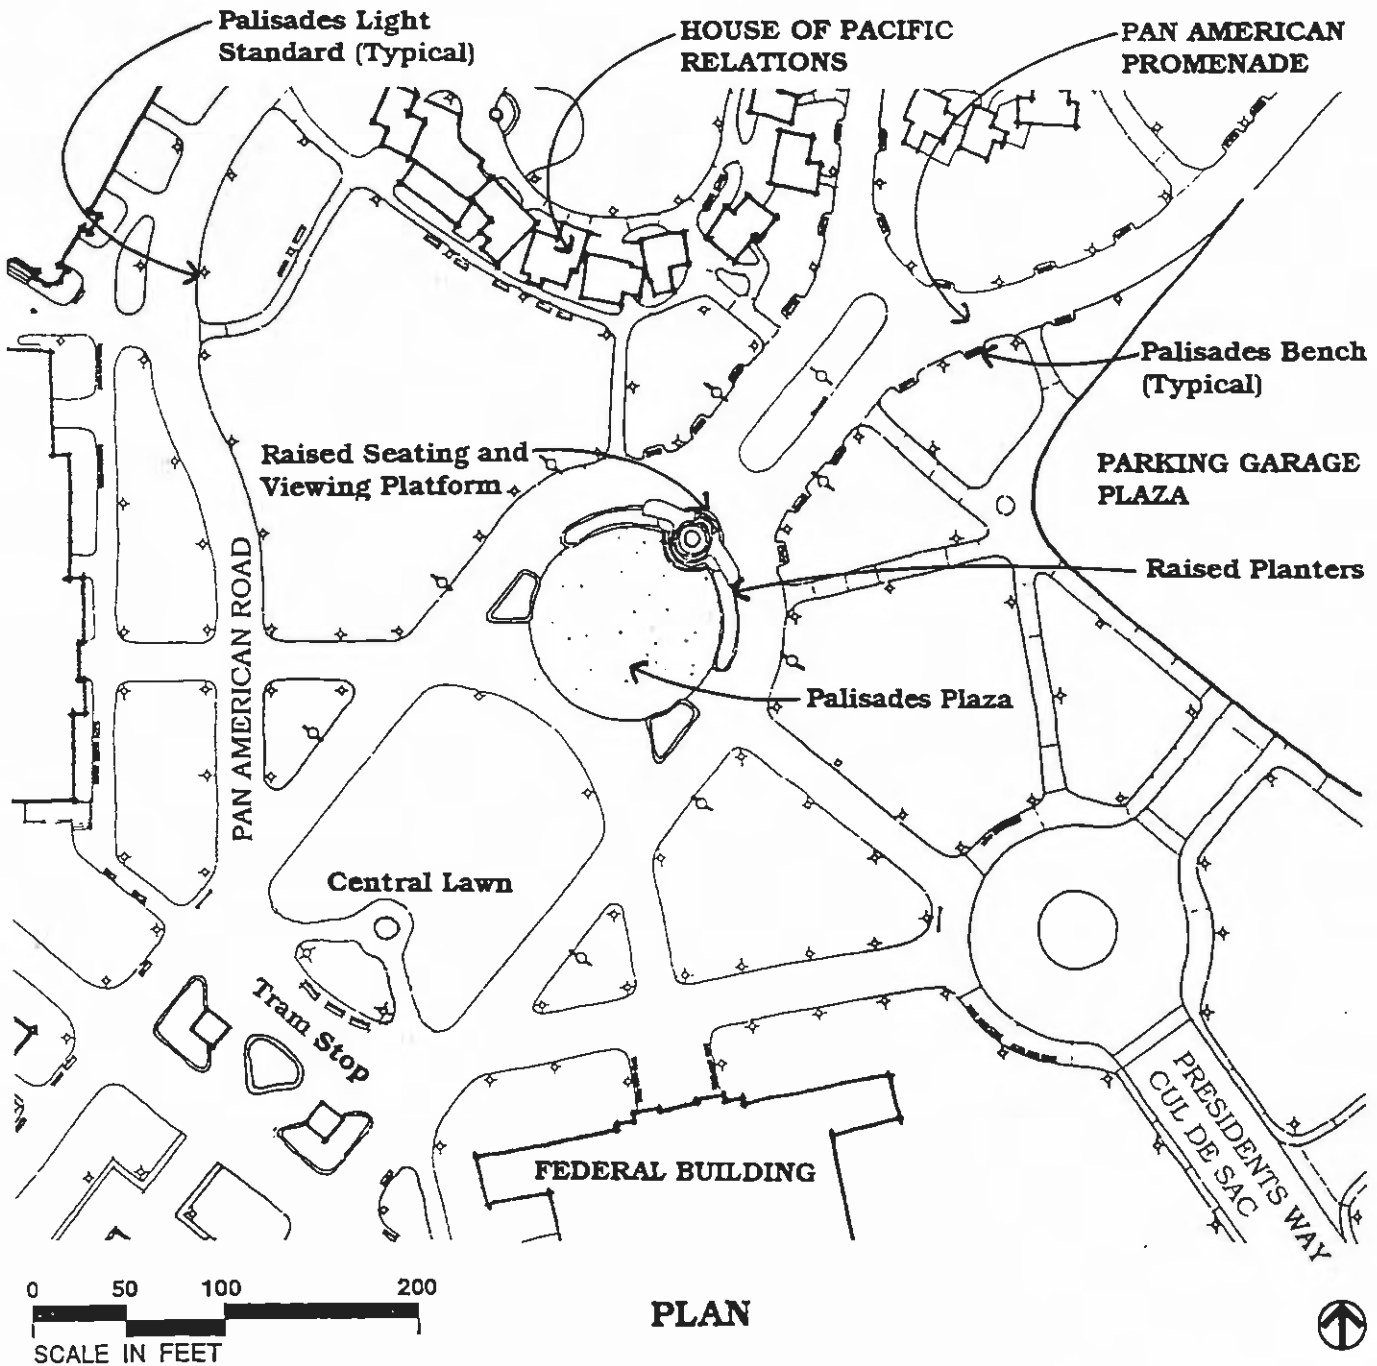 Palisades Light
Standard (Typical)
HOUSE OF PACIFIC
RELATIONS
PAN AMERICAN
PROMENADE
Palisades Bench
(Typical)
Raised Seating and
Viewing Platform
PARKING GARAGE
PLAZA
Raised Planters
PAN AMERICAN ROAD
Palisades Plaza
Central Lawn
Tram Stop
FEDERAL BUILDING
PRESIDENTS WAY
CUL DE SAC
0 50 100 200
SCALE IN FEET
PLAN